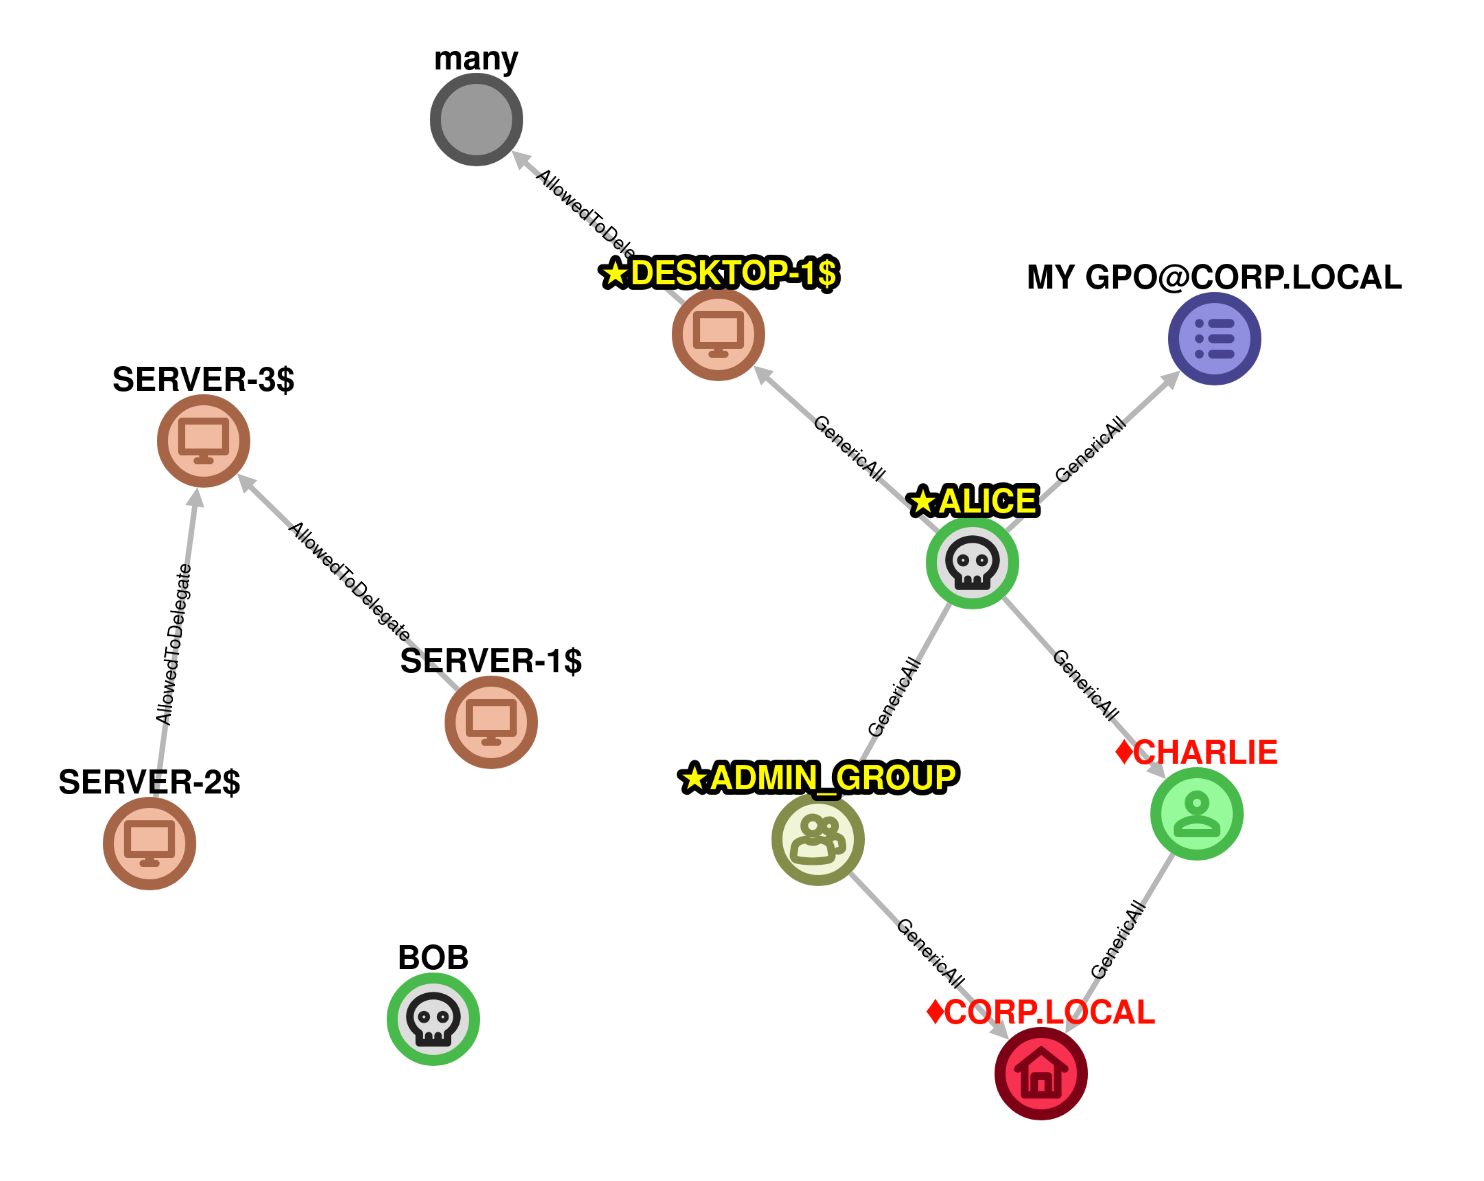 many
AllowedToDele
★DESKTOP-1$
MY GPO@CORP.LOCAL
SERVER-3$
GenericAll
GenericAll
★ALICE
AllowedToDelegate
AllowedToDelegate
SERVER-1$
GenericAll
GenericAll
♦CHARLIE
SERVER-2$
★ADMIN_GROUP
BOB
GenericAll
GenericAll
♦CORP.LOCAL